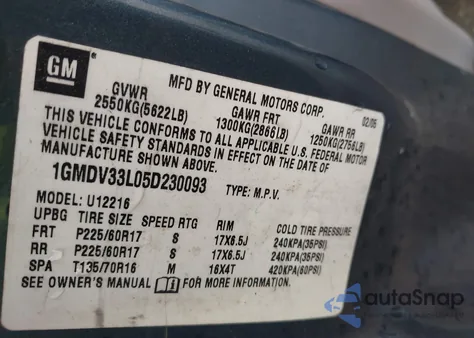 GM
MFD BY GENERAL MOTORS CORP. 02/05
GVWR GAWR FRT GAWR RR
2550KG(5622LB) 1300KG(2866LB) 1250KG(2756LB)
THIS VEHICLE CONFORMS TO ALL APPLICABLE U.S. FEDERAL MOTOR
VEHICLE SAFETY STANDARDS IN EFFECT ON THE DATE OF
MANUFACTURE SHOWN ABOVE.
1GMDV33L05D230093 TYPE: M.P.V.
MODEL: U12216
UPBG TIRE SIZE SPEED RTG RIM COLD TIRE PRESSURE
FRT P225/60R17 S 17X6.5J 240KPA(35PSI)
RR P225/60R17 S 17X6.5J 240KPA(35PSI)
SPA T135/70R16 M 16X4T 420KPA(60PSI)
SEE OWNER'S MANUAL FOR MORE INFORMATION.
autaSnap